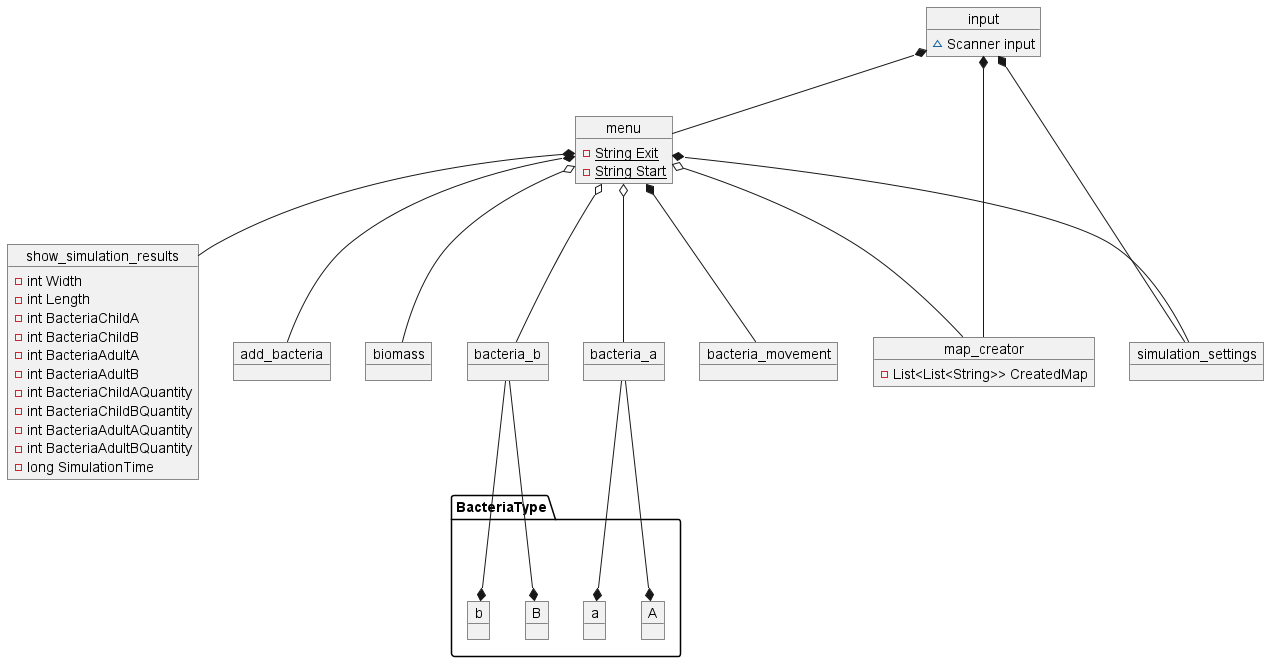 input
Scanner input
menu
String Exit
String Start
show_simulation_results
int Width
int Length
int BacteriaChildA
int BacteriaChildB
int BacteriaAdultA
int BacteriaAdultB
int BacteriaChildAQuantity
int BacteriaChildBQuantity
int BacteriaAdultAQuantity
int BacteriaAdultBQuantity
long SimulationTime
add_bacteria
biomass
bacteria_b
bacteria_a
bacteria_movement
map_creator
List<List<String>> CreatedMap
simulation_settings
BacteriaType
b
B
a
A